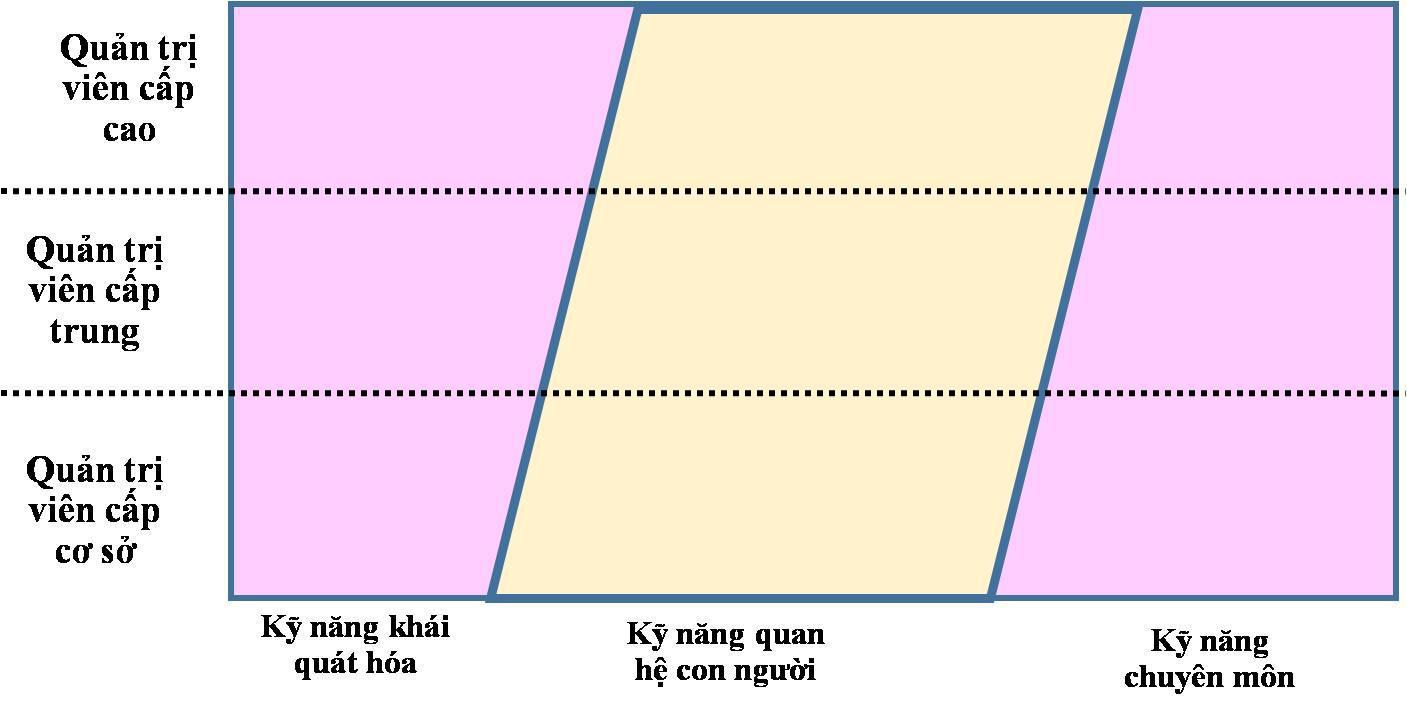 Quản trị
viên cấp
cao
Quản trị
viên cấp
trung
Quản trị
viên cấp
cơ sở
Kỹ năng khái
quát hóa
Kỹ năng quan
hệ con người
Kỹ năng
chuyên môn